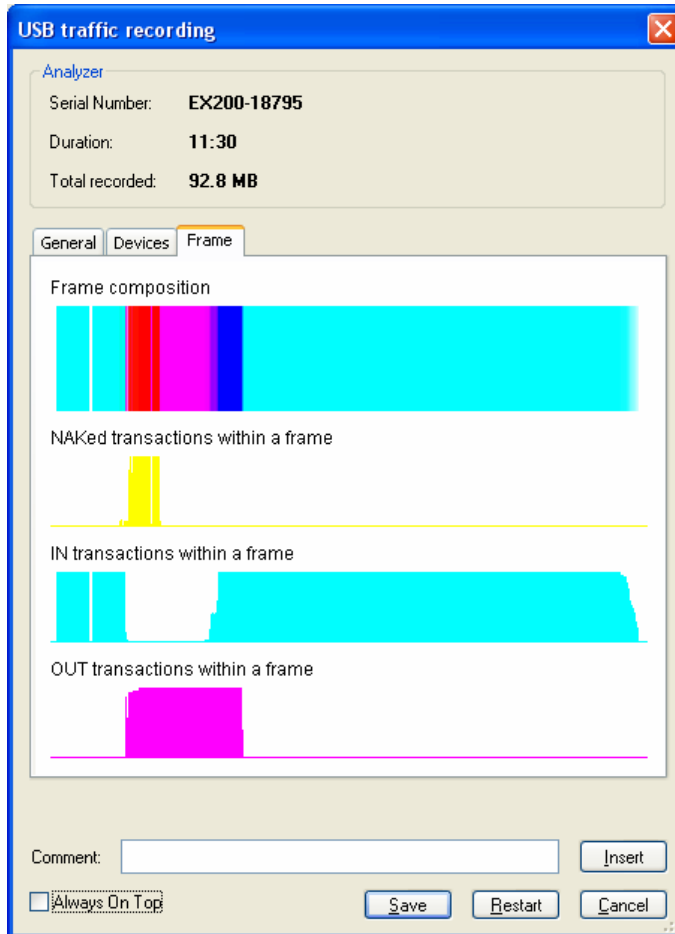 USB traffic recording
Analyzer
Serial Number: EX200-18795
Duration: 11:30
Total recorded: 92.8 MB
General Devices Frame
Frame composition
NAKed transactions within a frame
IN transactions within a frame
OUT transactions within a frame
Comment: Insert
Always On Top Save Restart Cancel